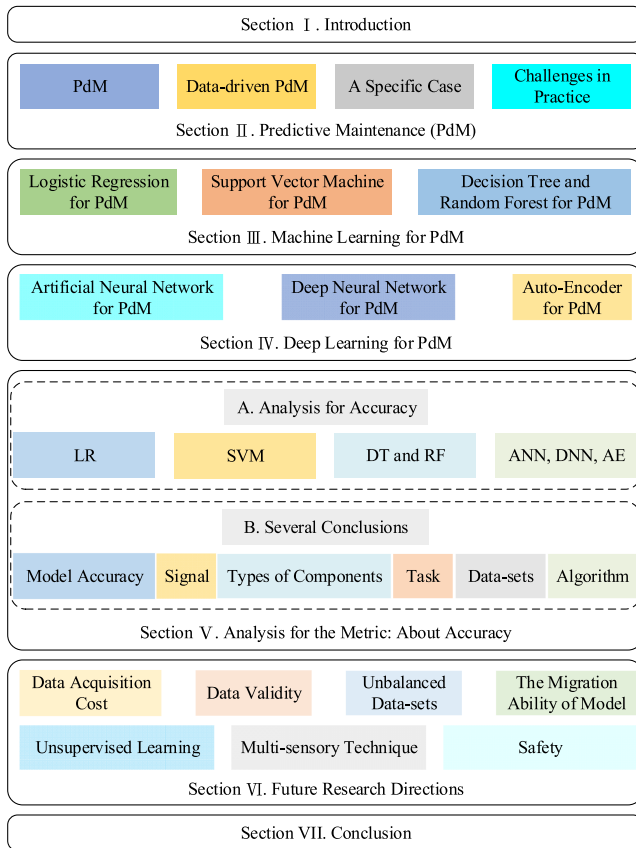 Section Ⅰ. Introduction
PdM
Data-driven PdM
A Specific Case
Challenges in
Practice
Section Ⅱ. Predictive Maintenance (PdM)
Logistic Regression
for PdM
Support Vector Machine
for PdM
Decision Tree and
Random Forest for PdM
Section Ⅲ. Machine Learning for PdM
Artificial Neural Network
for PdM
Deep Neural Network
for PdM
Auto-Encoder
for PdM
Section Ⅳ. Deep Learning for PdM
A. Analysis for Accuracy
LR
SVM
DT and RF
ANN, DNN, AE
B. Several Conclusions
Model Accuracy
Signal
Types of Components
Task
Data-sets
Algorithm
Section Ⅴ. Analysis for the Metric: About Accuracy
Data Acquisition
Cost
Data Validity
Unbalanced
Data-sets
The Migration
Ability of Model
Unsupervised Learning
Multi-sensory Technique
Safety
Section Ⅵ. Future Research Directions
Section VII. Conclusion